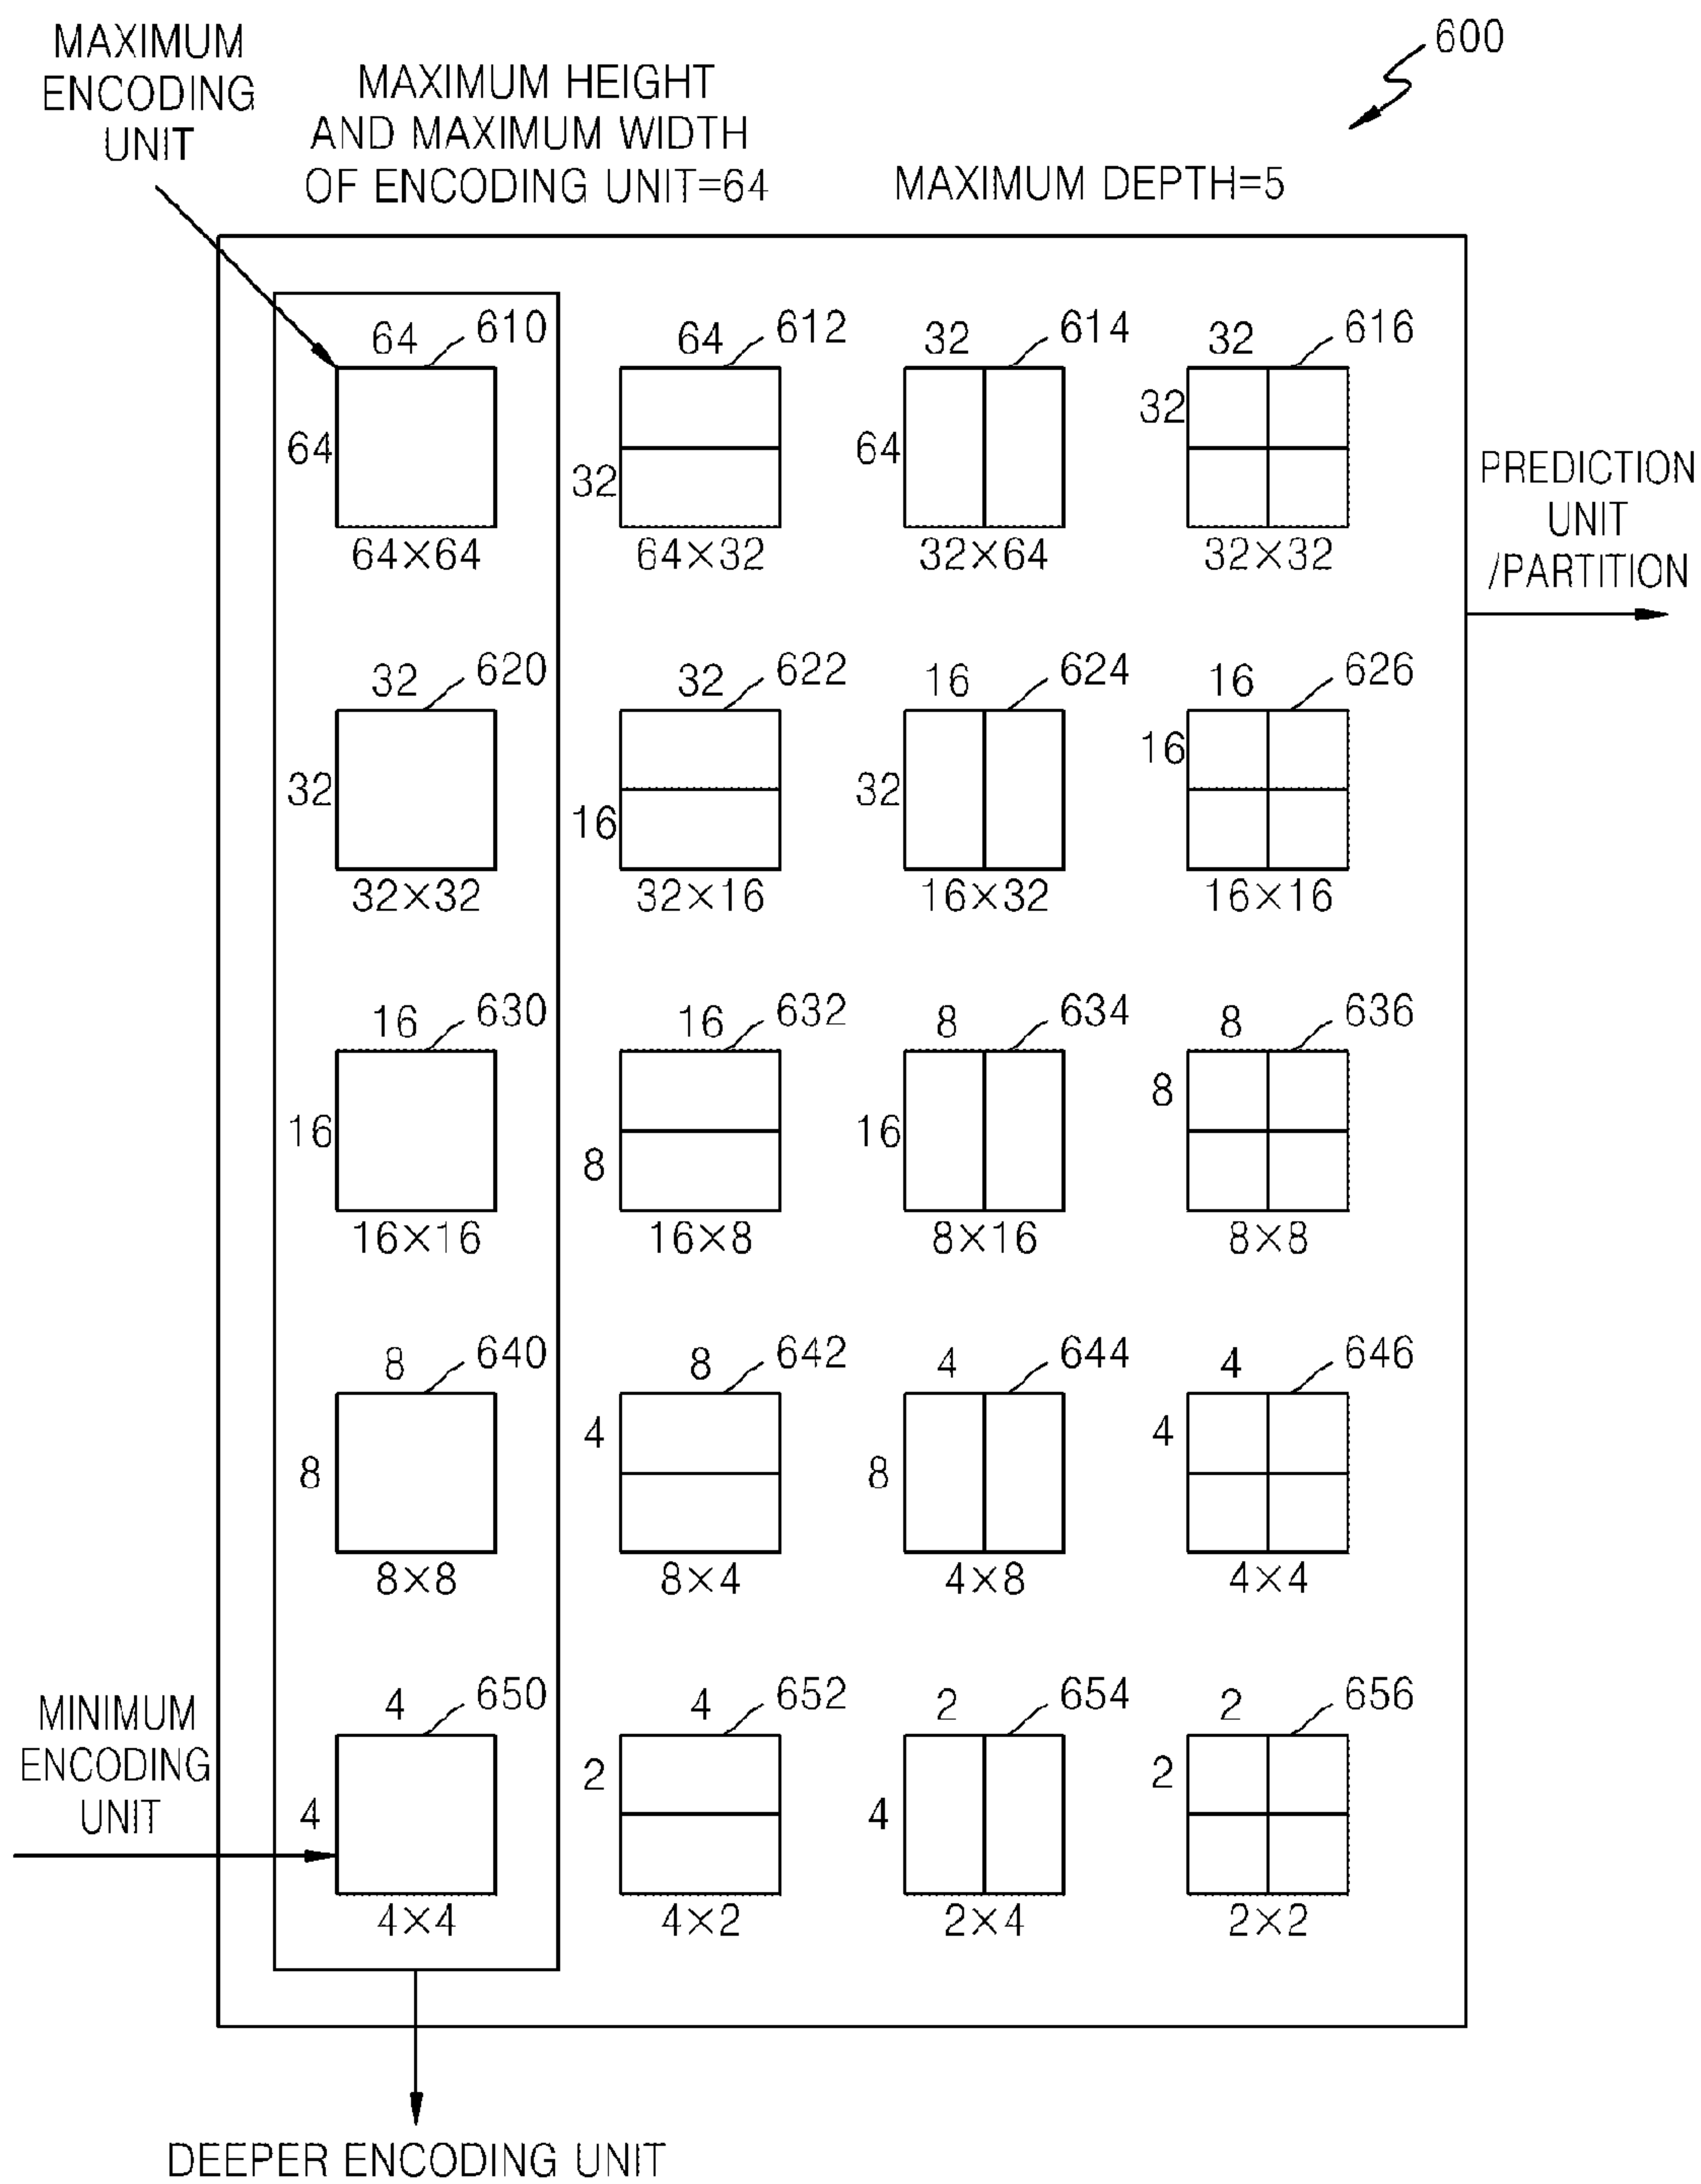 600
MAXIMUM
ENCODING
UNIT
MAXIMUM HEIGHT
AND MAXIMUM WIDTH
OF ENCODING UNIT=64
MAXIMUM DEPTH=5
64 610 64 612 32 614 32 616
64 32 64 32
64×64 64×32 32×64 32×32
PREDICTION
UNIT
/PARTITION
32 620 32 622 16 624 16 626
32 16 32 16
32×32 32×16 16×32 16×16
16 630 16 632 8 634 8 636
16 8 16 8
16×16 16×8 8×16 8×8
8 640 8 642 4 644 4 646
8 4 8 4
8×8 8×4 4×8 4×4
MINIMUM
ENCODING
UNIT
4 650 4 652 2 654 2 656
4 2 4 2
4×4 4×2 2×4 2×2
DEEPER ENCODING UNIT